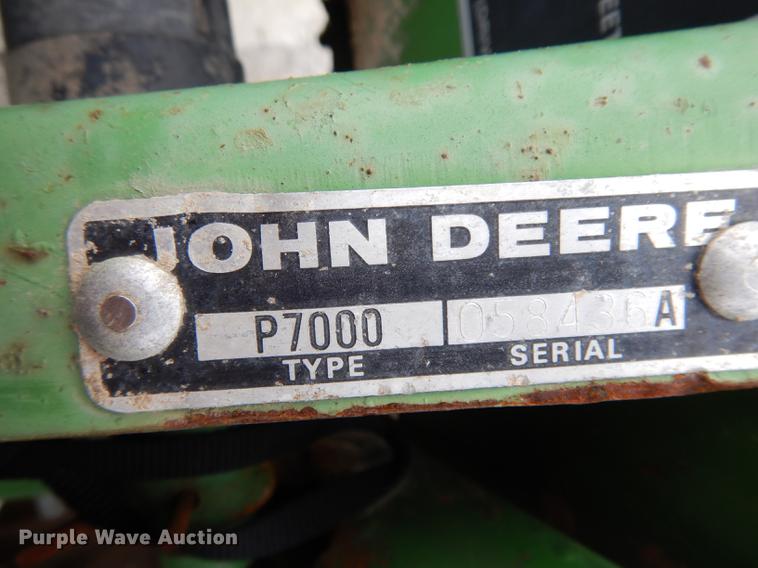 JOHN DEERE
P7000 058436A
TYPE SERIAL
Purple Wave Auction